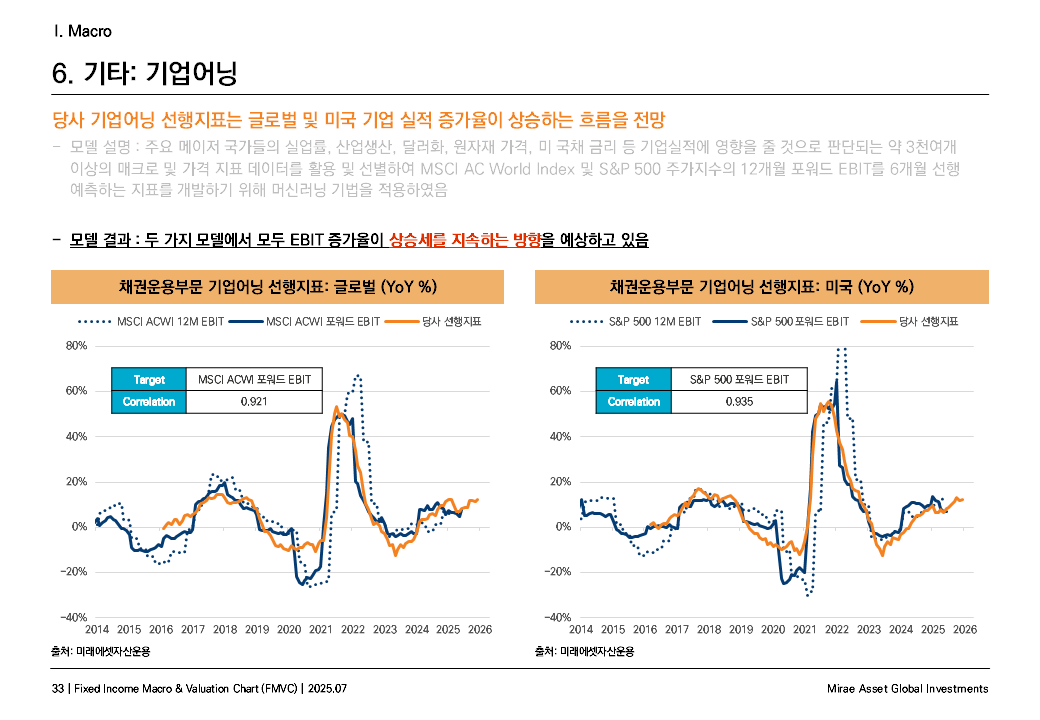 I. Macro
6. 기타: 기업어닝
당사 기업어닝 선행지표는 글로벌 및 미국 기업 실적 증가율이 상승하는 흐름을 전망
– 모델 설명 : 주요 메이저 국가들의 실업률, 산업생산, 달러화, 원자재 가격, 미 국채 금리 등 기업실적에 영향을 줄 것으로 판단되는 약 3천여개
이상의 매크로 및 가격 지표 데이터를 활용 및 선별하여 MSCI AC World Index 및 S&P 500 주가지수의 12개월 포워드 EBIT를 6개월 선행
예측하는 지표를 개발하기 위해 머신러닝 기법을 적용하였음
– 모델 결과 : 두 가지 모델에서 모두 EBIT 증가율이 상승세를 지속하는 방향을 예상하고 있음
채권운용부문 기업어닝 선행지표: 글로벌 (YoY %)
MSCI ACWI 12M EBIT MSCI ACWI 포워드 EBIT 당사 선행지표
80%
60%
40%
20%
0%
−20%
−40%
Target MSCI ACWI 포워드 EBIT
Correlation 0.921
2014 2015 2016 2017 2018 2019 2020 2021 2022 2023 2024 2025 2026
출처: 미래에셋자산운용
채권운용부문 기업어닝 선행지표: 미국 (YoY %)
S&P 500 12M EBIT S&P 500 포워드 EBIT 당사 선행지표
80%
60%
40%
20%
0%
−20%
−40%
Target S&P 500 포워드 EBIT
Correlation 0.935
2014 2015 2016 2017 2018 2019 2020 2021 2022 2023 2024 2025 2026
출처: 미래에셋자산운용
33 | Fixed Income Macro & Valuation Chart (FMVC) | 2025.07
Mirae Asset Global Investments